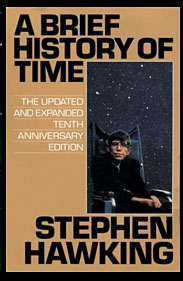 A BRIEF
HISTORY OF
TIME
THE UPDATED
AND EXPANDED
TENTH
ANNIVERSARY
EDITION
STEPHEN
HAWKING